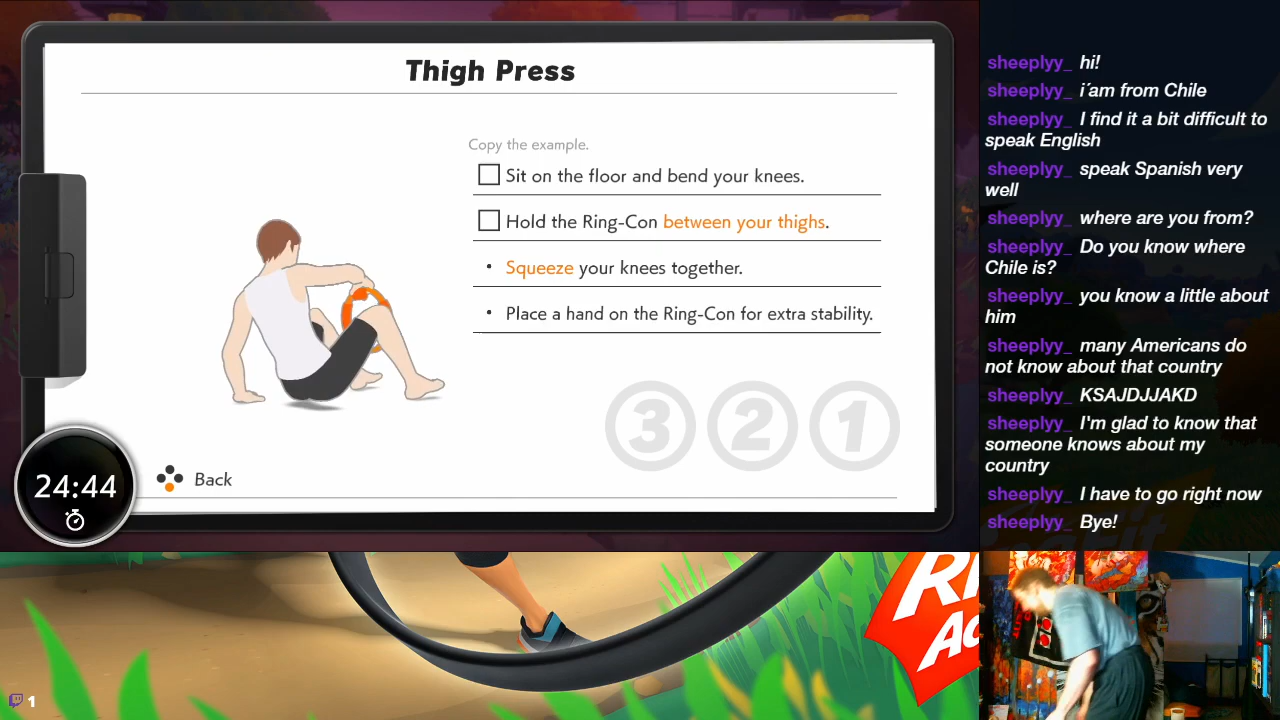 Thigh Press
Copy the example.
Sit on the floor and bend your knees.
Hold the Ring-Con between your thighs.
• Squeeze your knees together.
• Place a hand on the Ring-Con for extra stability.
3 2 1
24:44
Back
sheeplyy_ hi!
sheeplyy_ i´am from Chile
sheeplyy_ I find it a bit difficult to
speak English
sheeplyy_ speak Spanish very
well
sheeplyy_ where are you from?
sheeplyy_ Do you know where
Chile is?
sheeplyy_ you know a little about
him
sheeplyy_ many Americans do
not know about that country
sheeplyy_ KSAJDJJAKD
sheeplyy_ I'm glad to know that
someone knows about my
country
sheeplyy_ I have to go right now
sheeplyy_ Bye!
1